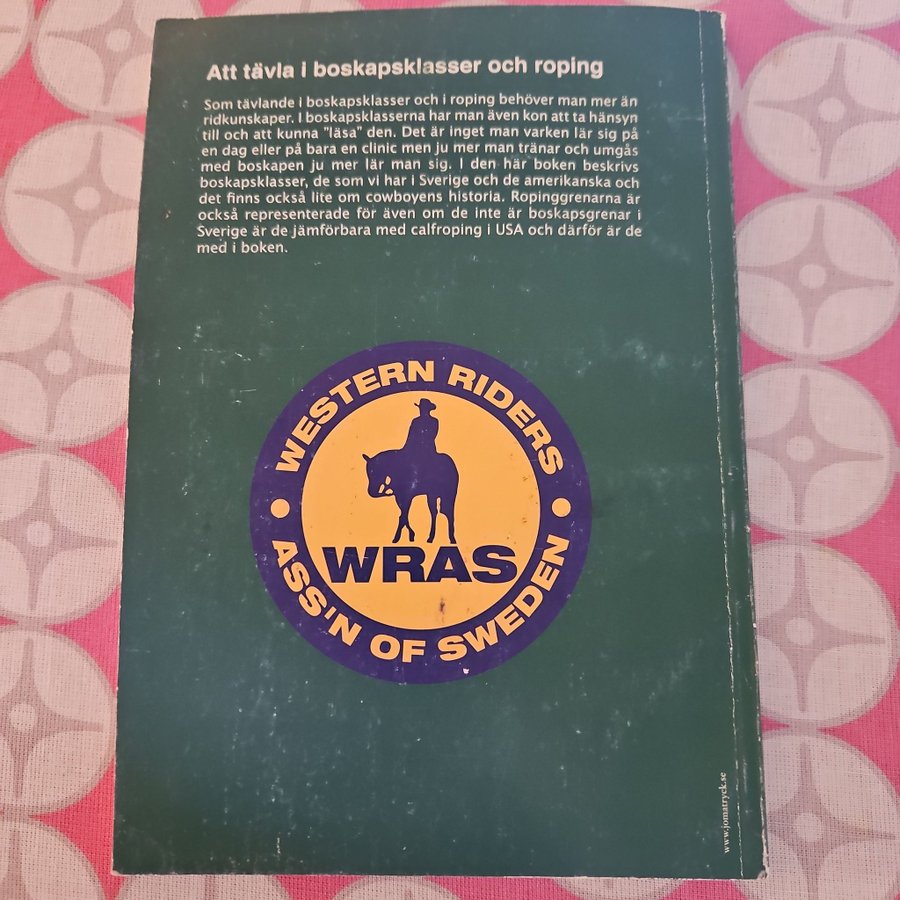 Att tävla i boskapsklasser och roping
Som tävlande i boskapsklasser och i roping behöver man mer än
ridkunskaper. I boskapsklasserna har man även kon att ta hänsyn
till och att kunna "läsa" den. Det är inget man varken lär sig på
en dag eller på bara en clinic men ju mer man tränar och umgås
med boskapen ju mer lär man sig. I den här boken beskrivs
boskapsklasser, de som vi har i Sverige och de amerikanska och
det finns också lite om cowboyens historia. Ropinggrenarna är
också representerade för även om de inte är boskapsgrenar i
Sverige är de jämförbara med calfroping i USA och därför är de
med i boken.
WESTERN RIDERS
WRAS
ASS'N OF SWEDEN
www.jomatryck.se